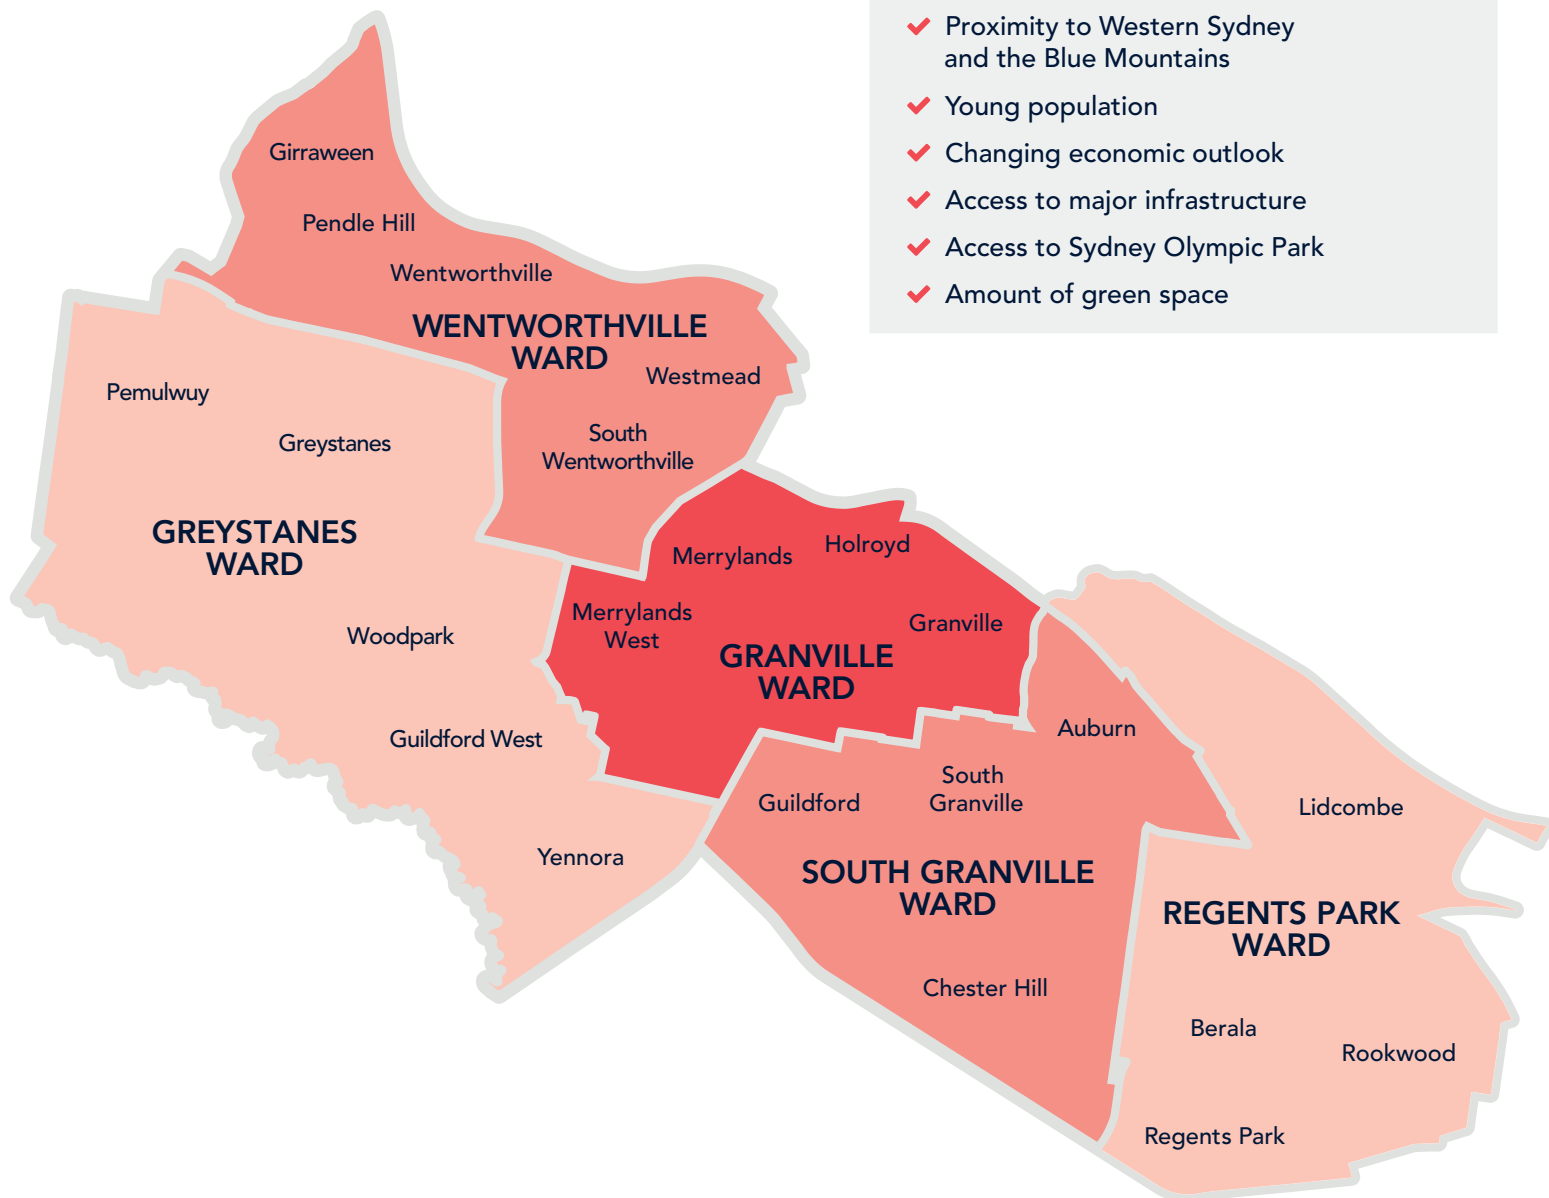 Proximity to Western Sydney
and the Blue Mountains
Young population
Changing economic outlook
Access to major infrastructure
Access to Sydney Olympic Park
Amount of green space
Girraween
Pendle Hill
Wentworthville
WENTWORTHVILLE
WARD
Westmead
South
Wentworthville
Pemulwuy
Greystanes
GREYSTANES
WARD
Woodpark
Guildford West
Yennora
Merrylands
Holroyd
Merrylands
West
Granville
GRANVILLE
WARD
Auburn
South
Granville
Guildford
SOUTH GRANVILLE
WARD
Chester Hill
Lidcombe
REGENTS PARK
WARD
Berala
Rookwood
Regents Park